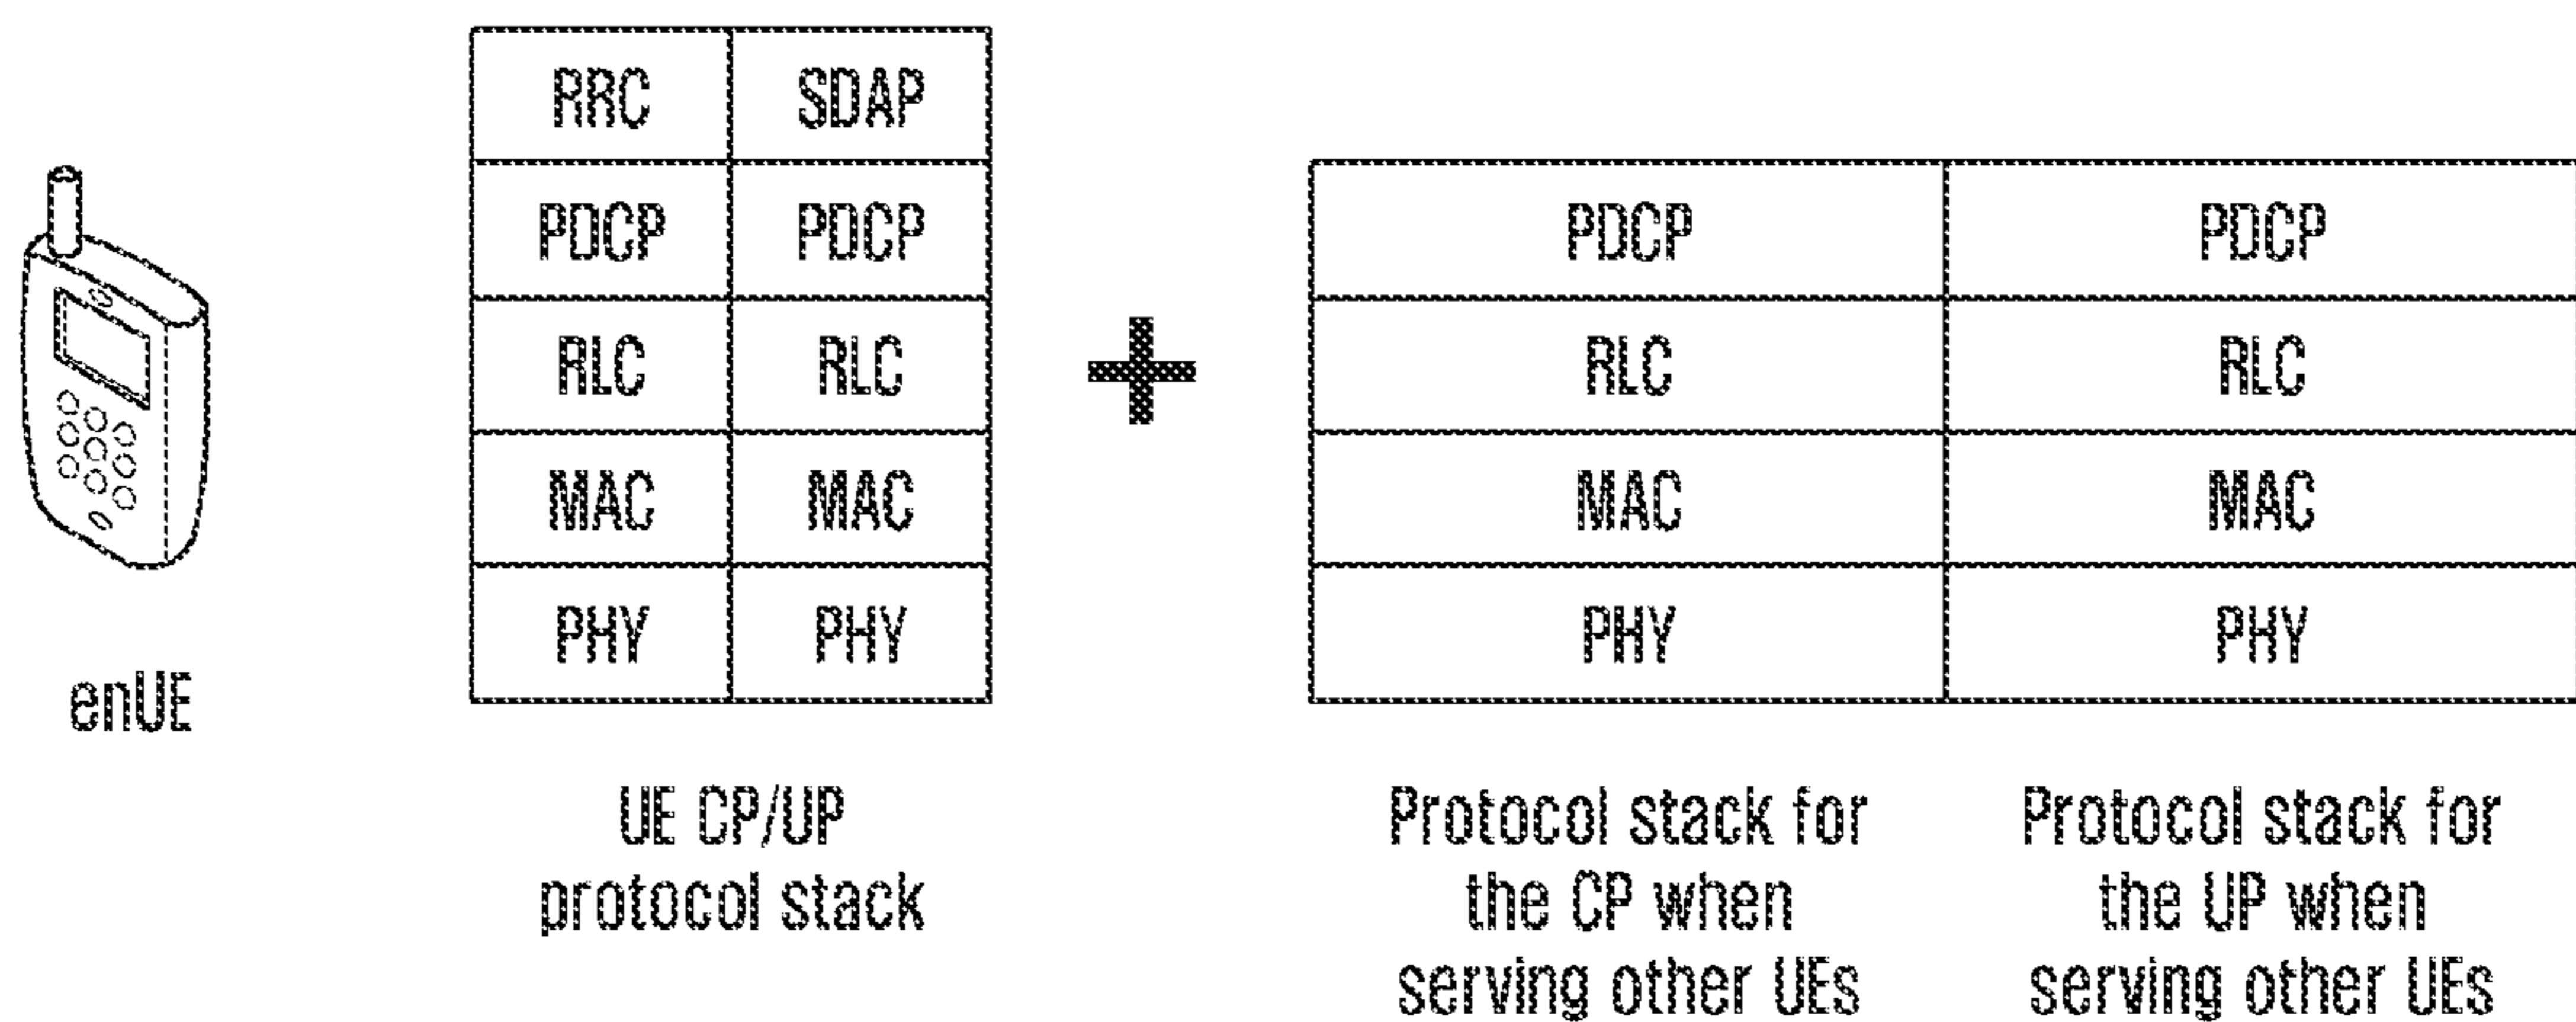 RRC SDAP
PDCP PDCP PDCP PDCP
RLC RLC RLC RLC
MAC MAC MAC MAC
PHY PHY PHY PHY
enUE
UE CP/UP
protocol stack
Protocol stack for
the CP when
serving other UEs
Protocol stack for
the UP when
serving other UEs